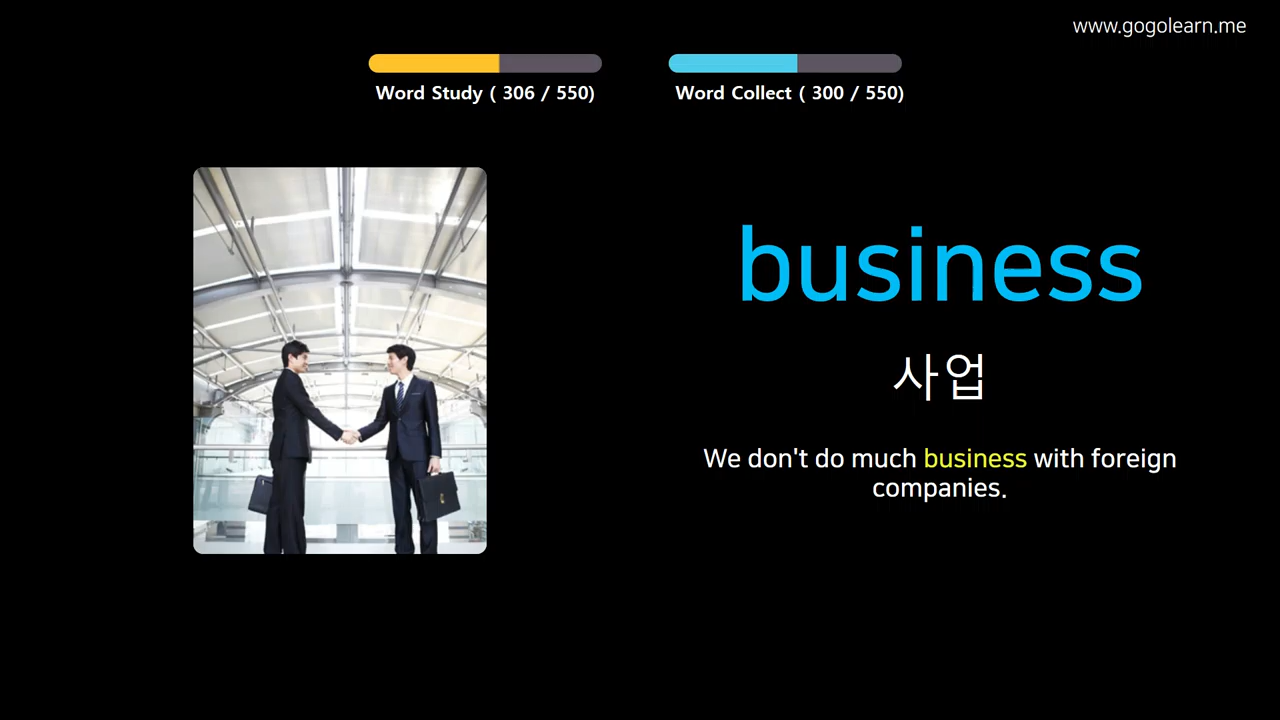 www.gogolearn.me
Word Study ( 306 / 550)
Word Collect ( 300 / 550)
business
사업
We don't do much business with foreign
companies.